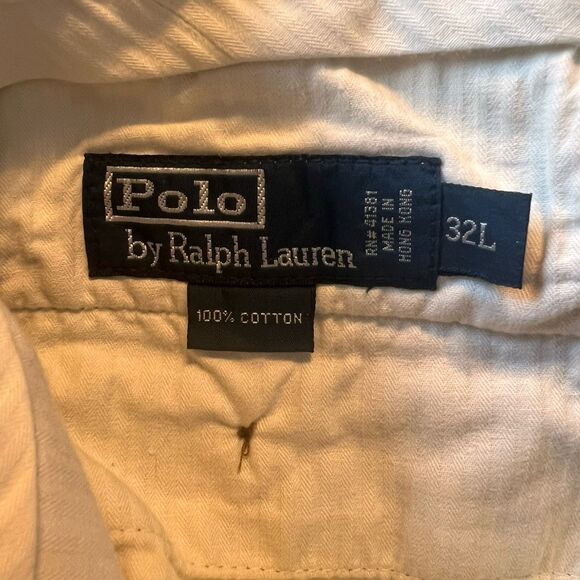 Polo
by Ralph Lauren
RN# 41381
MADE IN
HONG KONG
32L
100% COTTON